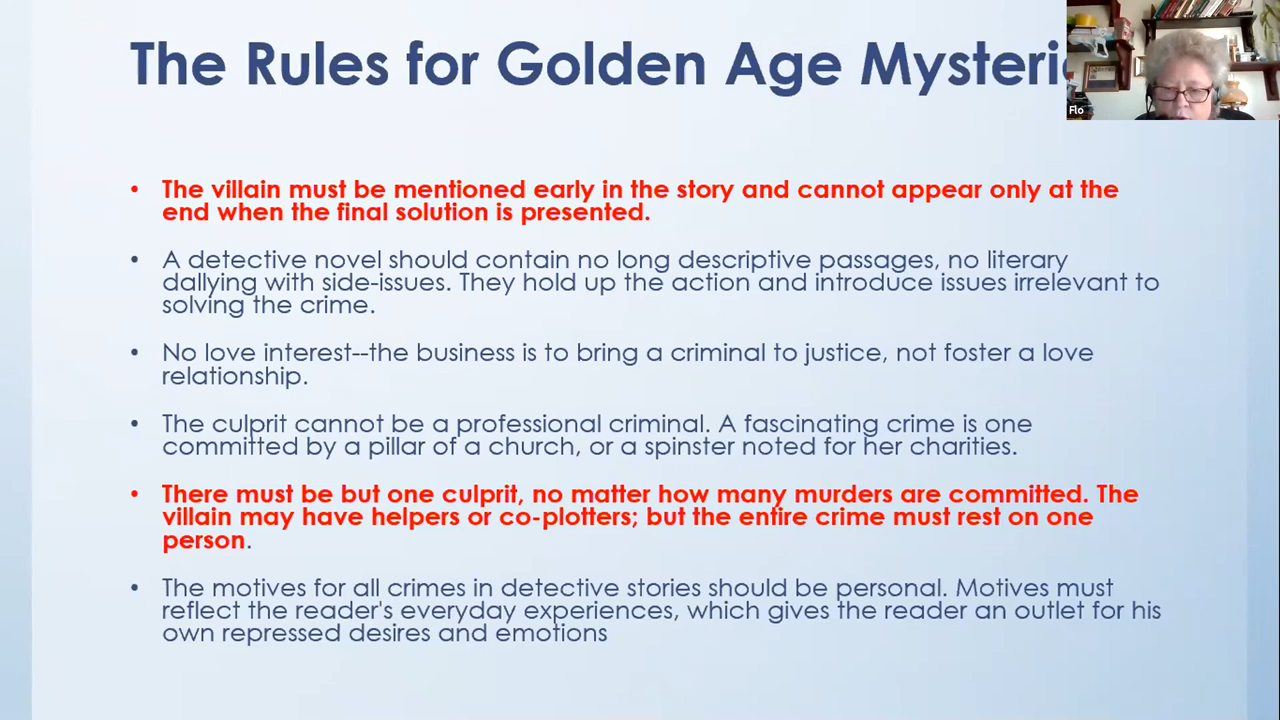 The Rules for Golden Age Mysteri
Flo
• The villain must be mentioned early in the story and cannot appear only at the
end when the final solution is presented.
• A detective novel should contain no long descriptive passages, no literary
dallying with side-issues. They hold up the action and introduce issues irrelevant to
solving the crime.
• No love interest--the business is to bring a criminal to justice, not foster a love
relationship.
• The culprit cannot be a professional criminal. A fascinating crime is one
committed by a pillar of a church, or a spinster noted for her charities.
• There must be but one culprit, no matter how many murders are committed. The
villain may have helpers or co-plotters; but the entire crime must rest on one
person.
• The motives for all crimes in detective stories should be personal. Motives must
reflect the reader's everyday experiences, which gives the reader an outlet for his
own repressed desires and emotions